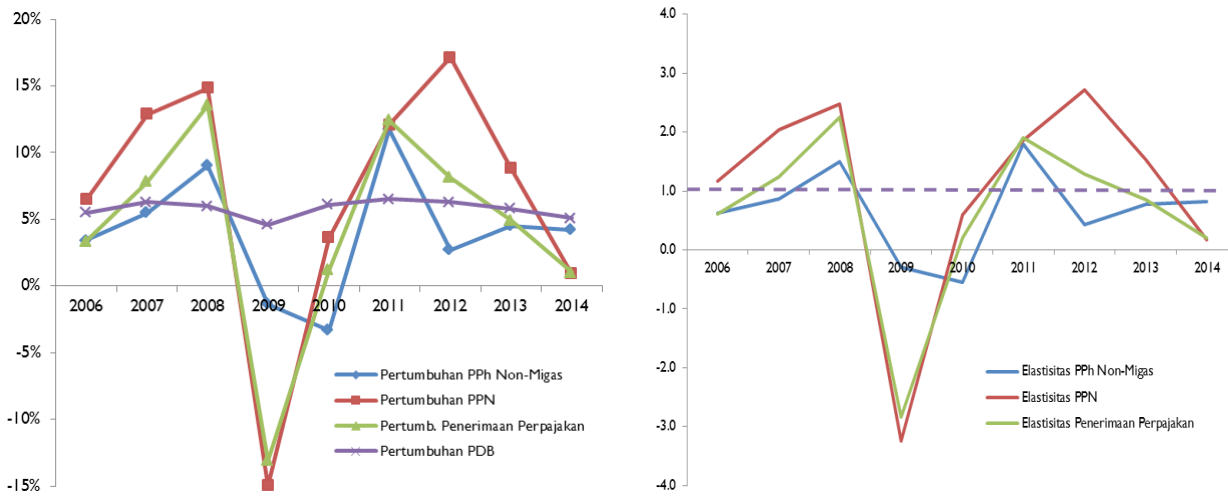 20%
15%
10%
5%
0%
-5%
-10%
-15%
2006 2007 2008 2009 2010 2011 2012 2013 2014
Pertumbuhan PPh Non-Migas
Pertumbuhan PPN
Pertumb. Penerimaan Perpajakan
Pertumbuhan PDB
4.0
3.0
2.0
1.0
0.0
-1.0
-2.0
-3.0
-4.0
2006 2007 2008 2009 2010 2011 2012 2013 2014
Elastisitas PPh Non-Migas
Elastisitas PPN
Elastisitas Penerimaan Perpajakan